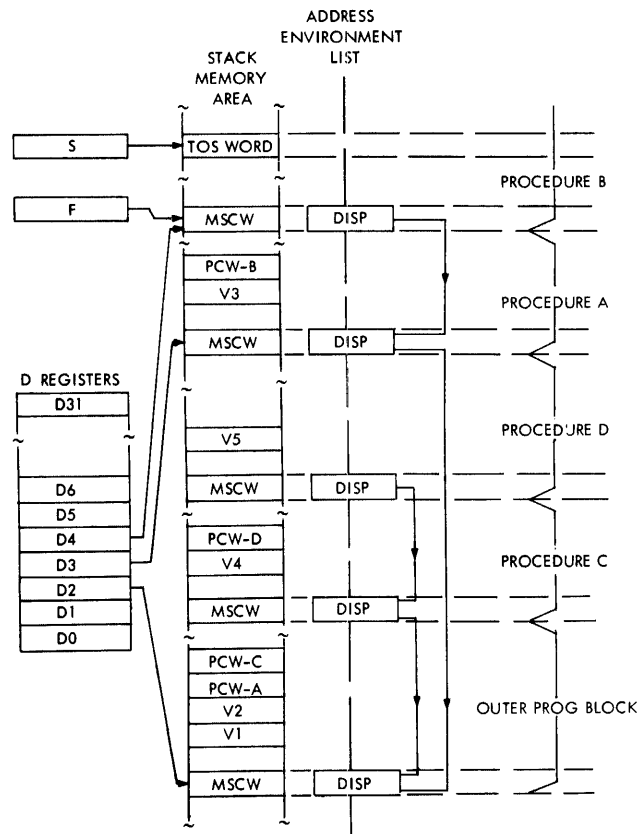 ADDRESS
ENVIRONMENT
LIST
STACK
MEMORY
AREA
S
TOS WORD
PROCEDURE B
F
MSCW
DISP
PCW-B
V3
PROCEDURE A
MSCW
DISP
D REGISTERS
D31
V5
PROCEDURE D
D6
MSCW
DISP
D5
D4
PCW-D
D3
V4
PROCEDURE C
D2
D1
MSCW
DISP
D0
PCW-C
PCW-A
V2
OUTER PROG BLOCK
V1
MSCW
DISP